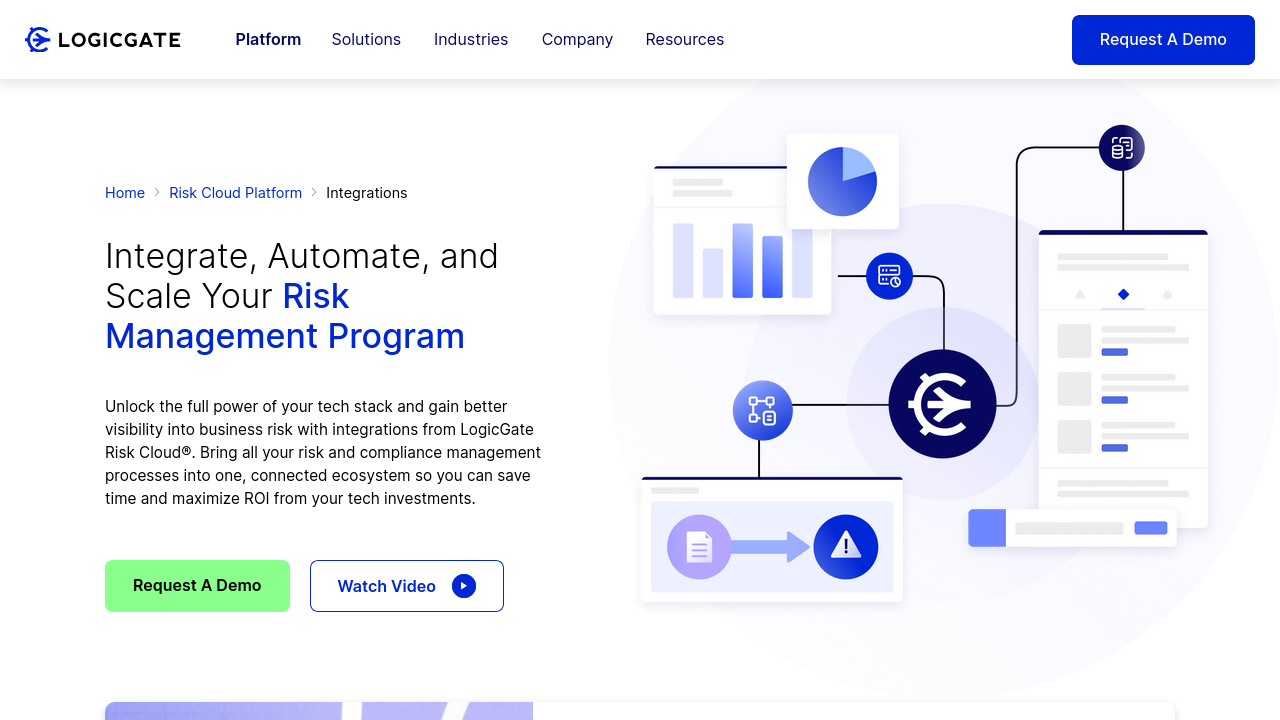 LOGICGATE
Platform
Solutions
Industries
Company
Resources
Request A Demo
Home
Risk Cloud Platform
Integrations
Integrate, Automate, and
Scale Your Risk
Management Program
Unlock the full power of your tech stack and gain better
visibility into business risk with integrations from LogicGate
Risk Cloud®. Bring all your risk and compliance management
processes into one, connected ecosystem so you can save
time and maximize ROI from your tech investments.
Request A Demo
Watch Video